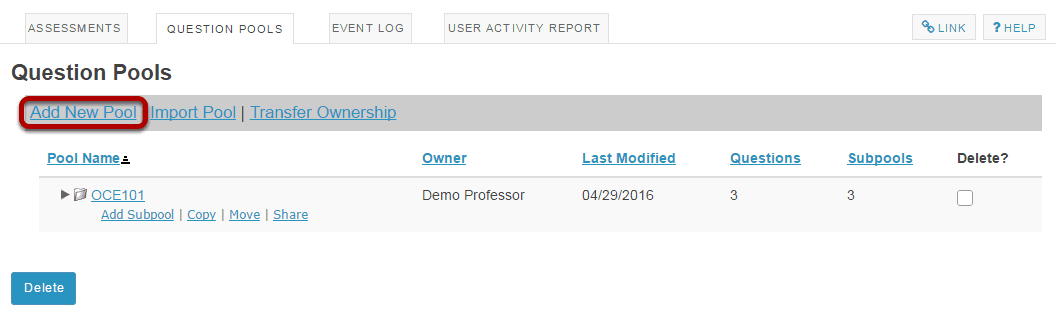 ASSESSMENTS QUESTION POOLS EVENT LOG USER ACTIVITY REPORT LINK ? HELP
Question Pools
Add New Pool Import Pool | Transfer Ownership
Pool Name Owner Last Modified Questions Subpools Delete?
OCE101 Demo Professor 04/29/2016 3 3
Add Subpool | Copy | Move | Share
Delete